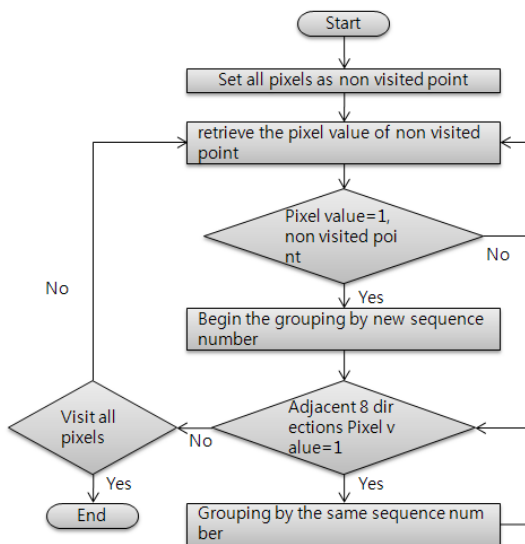 Start
Set all pixels as non visited point
retrieve the pixel value of non visited
point
Pixel value=1,
non visited poi
nt
No
No
Yes
Begin the grouping by new sequence
number
Adjacent 8 dir
ections Pixel v
alue=1
Visit all
pixels
No
Yes
Yes
End
Grouping by the same sequence num
ber